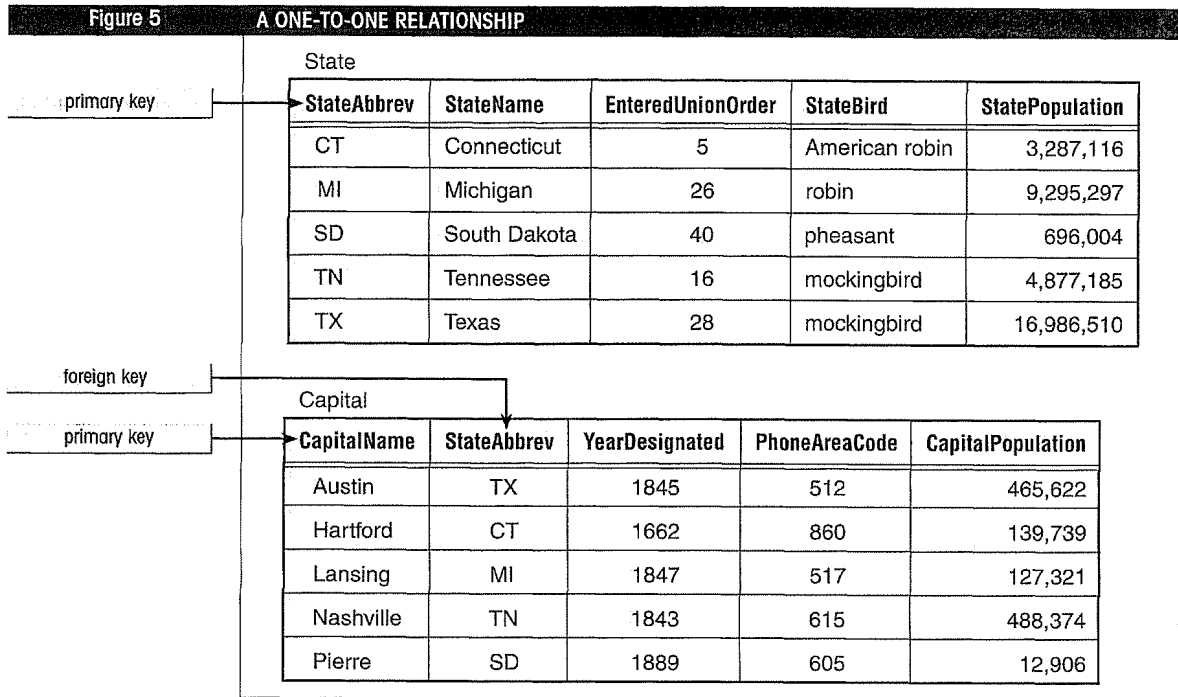 Figure 5 A ONE-TO-ONE RELATIONSHIP
State
primary key
StateAbbrev StateName EnteredUnionOrder StateBird StatePopulation
CT Connecticut 5 American robin 3,287,116
MI Michigan 26 robin 9,295,297
SD South Dakota 40 pheasant 696,004
TN Tennessee 16 mockingbird 4,877,185
TX Texas 28 mockingbird 16,986,510
foreign key
Capital
primary key
CapitalName StateAbbrev YearDesignated PhoneAreaCode CapitalPopulation
Austin TX 1845 512 465,622
Hartford CT 1662 860 139,739
Lansing MI 1847 517 127,321
Nashville TN 1843 615 488,374
Pierre SD 1889 605 12,906